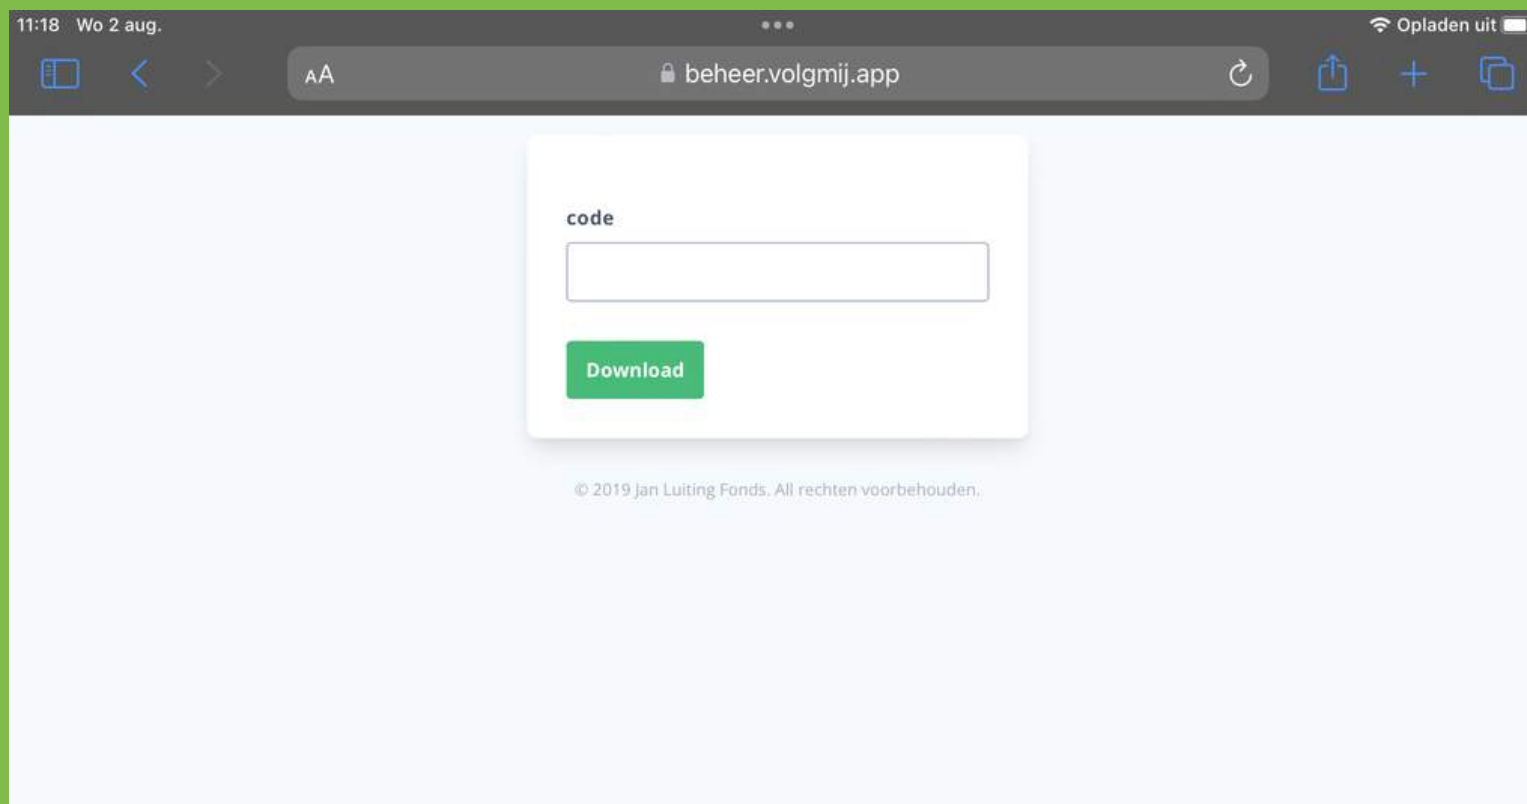 11:18 Wo 2 aug.
Opladen uit
AA
beheer.volgmij.app
code
Download
© 2019 Jan Luiting Fonds. All rechten voorbehouden.